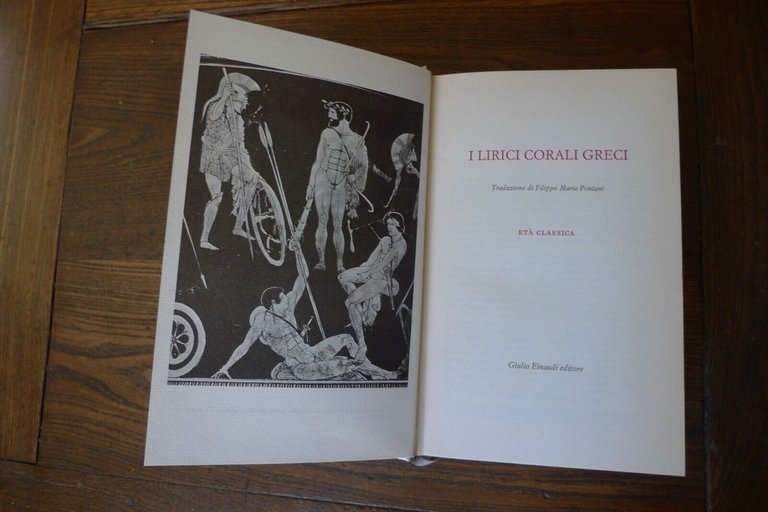 I LIRICI CORALI GRECI
Traduzione di Filippo Maria Pontani
ETÀ CLASSICA
Giulio Einaudi editore